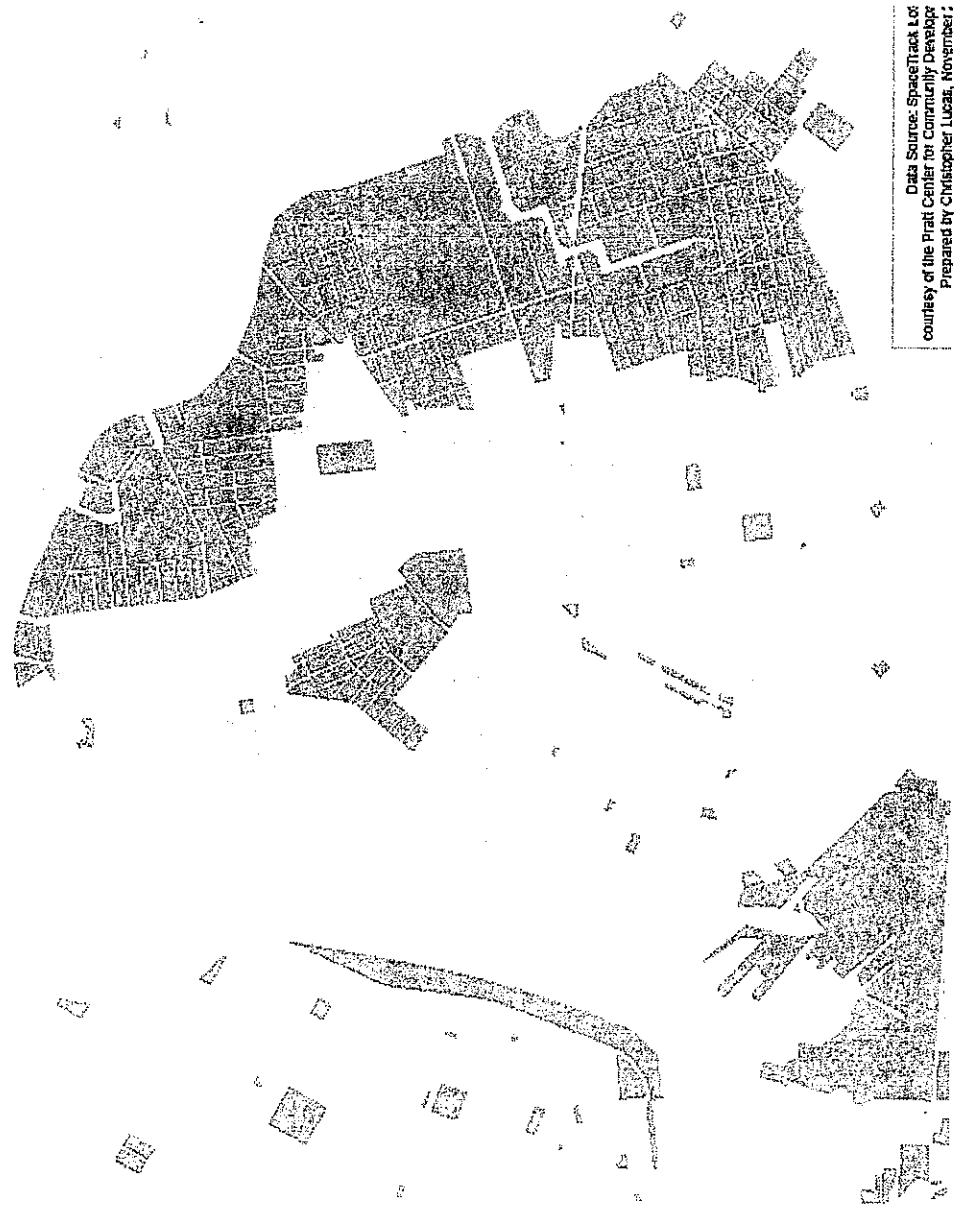 Data Source: SpaceTrack Lot
courtesy of the Pratt Center for Community Develop
Prepared by Christopher Lucas, November